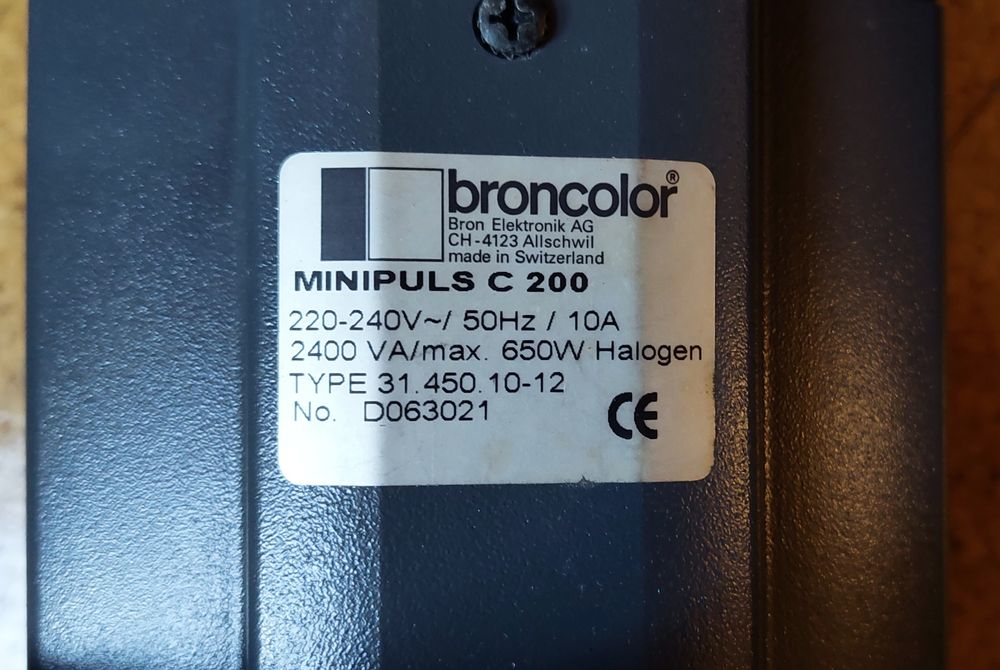 broncolor®
Bron Elektronik AG
CH-4123 Allschwil
made in Switzerland
MINIPULS C 200
220-240V~/ 50Hz / 10A
2400 VA/max. 650W Halogen
TYPE 31.450.10-12
No. D063021
CE